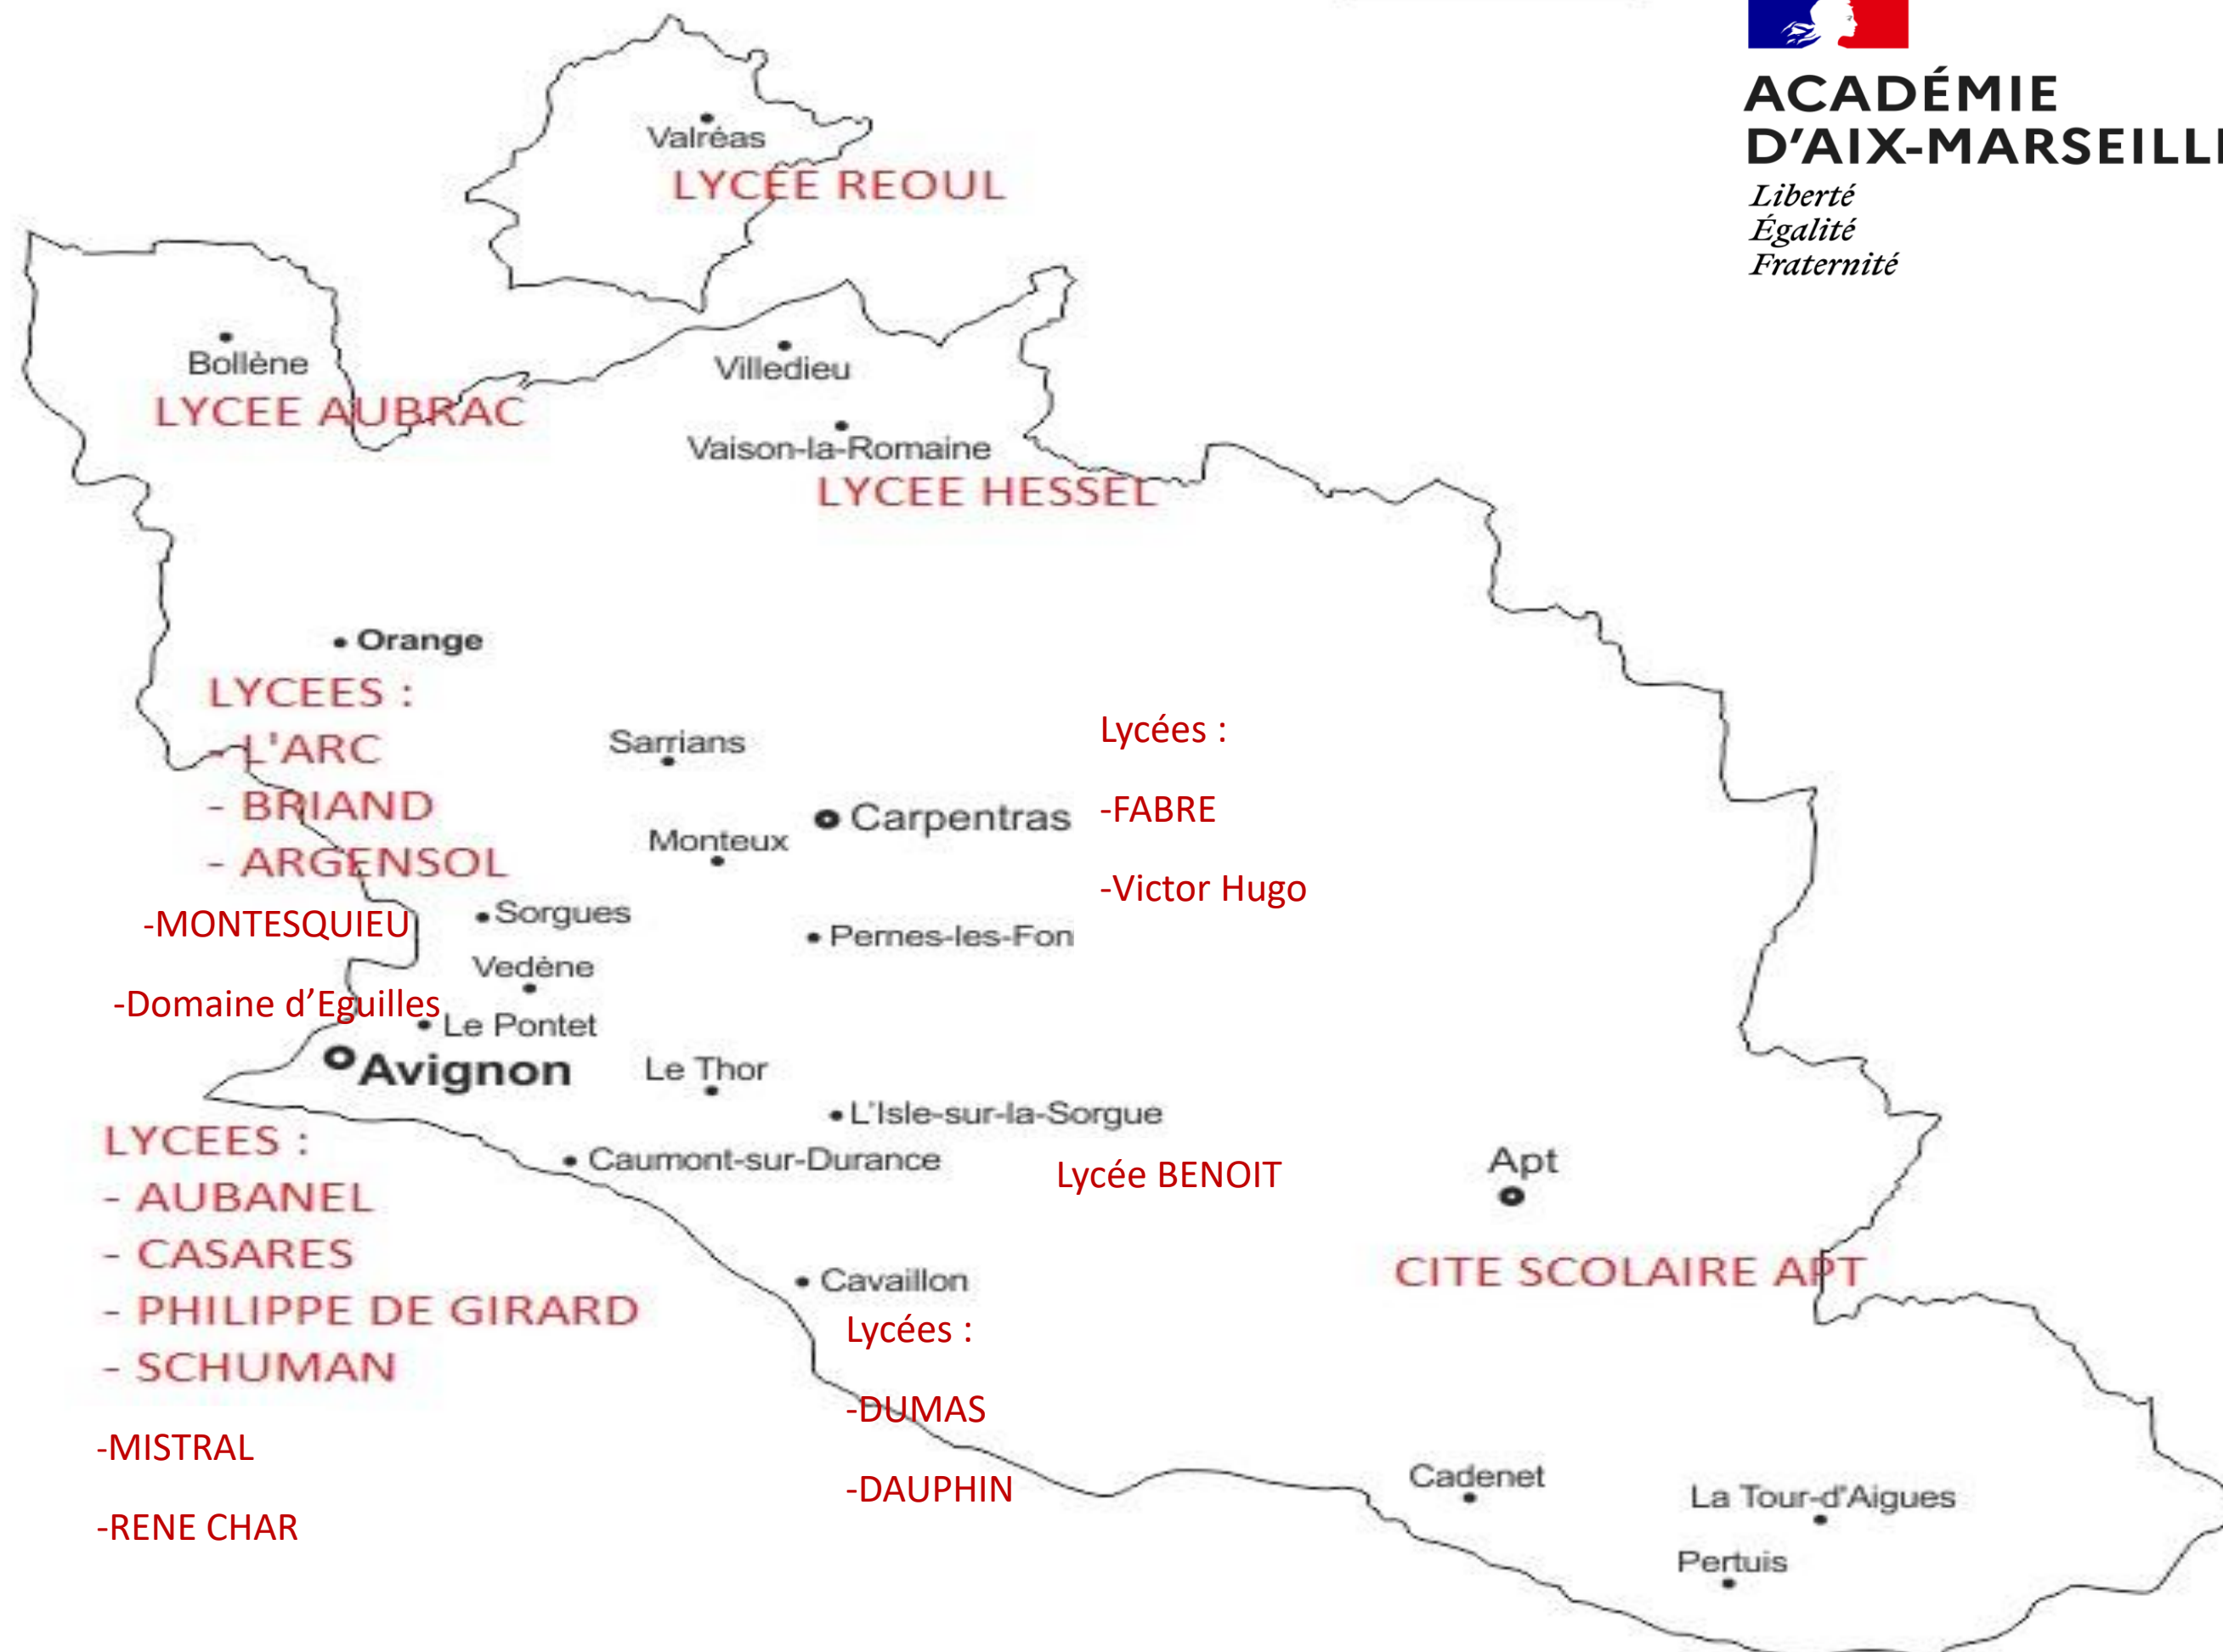 ACADÉMIE
D'AIX-MARSEILLE
Liberté
Égalité
Fraternité
Valréas
LYCÉE REOUL
Bollène
LYCEE AUBRAC
Villedieu
Vaison-la-Romaine
LYCEE HESSEL
Orange
LYCEES :
- L'ARC
- BRIAND
- ARGENSOL
Sarrians
Carpentras
Monteux
Lycées :
-FABRE
-Victor Hugo
-MONTESQUIEU
Sorgues
Pernes-les-Fon
Vedène
-Domaine d’Eguilles
Le Pontet
Avignon
Le Thor
L'Isle-sur-la-Sorgue
Caumont-sur-Durance
Lycée BENOIT
Apt
CITE SCOLAIRE APT
LYCEES :
- AUBANEL
- CASARES
- PHILIPPE DE GIRARD
- SCHUMAN
-MISTRAL
-RENE CHAR
Cavaillon
Lycées :
-DUMAS
-DAUPHIN
Cadenet
La Tour-d'Aigues
Pertuis